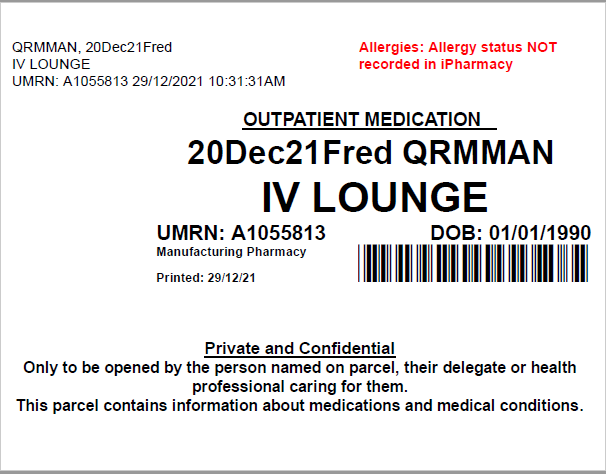 QRMMAN, 20Dec21Fred
IV LOUNGE
UMRN: A1055813 29/12/2021 10:31:31AM
Allergies: Allergy status NOT
recorded in iPharmacy
OUTPATIENT MEDICATION
20Dec21Fred QRMMAN
IV LOUNGE
UMRN: A1055813 DOB: 01/01/1990
Manufacturing Pharmacy
Printed: 29/12/21
Private and Confidential
Only to be opened by the person named on parcel, their delegate or health
professional caring for them.
This parcel contains information about medications and medical conditions.